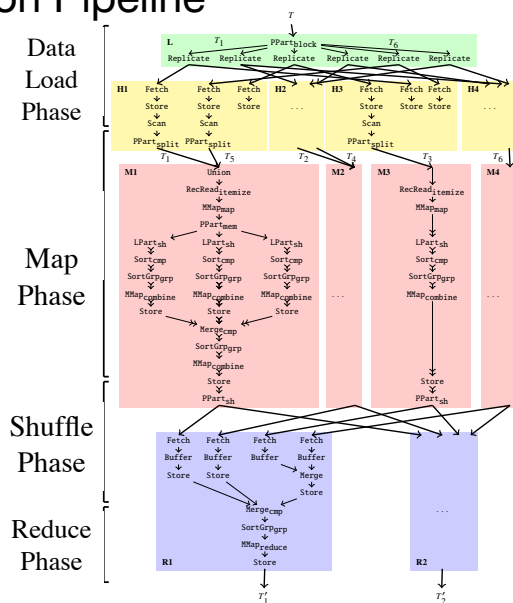 on Pipeline
T
Data
Load
Phase
L
T1
PPartblock
T6
Replicate Replicate Replicate Replicate Replicate Replicate
H1 Fetch Fetch Fetch H2 H3 Fetch Fetch Fetch H4
Store Store Store ... Store Store Store ...
Scan Scan Scan
PPartsplit PPartsplit PPartsplit
T1 T5 T2 T4 T3 T6
Map
Phase
M1 Union M2 M3 M4
RecReaditemize RecReaditemize
MMapmap MMapmap
PPartmem
LPartsh LPartsh LPartsh LPartsh
Sortcmp Sortcmp Sortcmp Sortcmp
SortGrpgrp SortGrpgrp SortGrpgrp SortGrpgrp
MMapcombine MMapcombine MMapcombine ... MMapcombine ...
Store Store Store
Mergecmp
SortGrpgrp
MMapcombine
Store Store
PPartsh PPartsh
Shuffle
Phase
Fetch Fetch Fetch Fetch
Buffer Buffer Buffer Buffer
Store Store Merge
Store
Reduce
Phase
Mergecmp ...
SortGrpgrp
MMapreduce
R1 Store R2
T′1 T′2